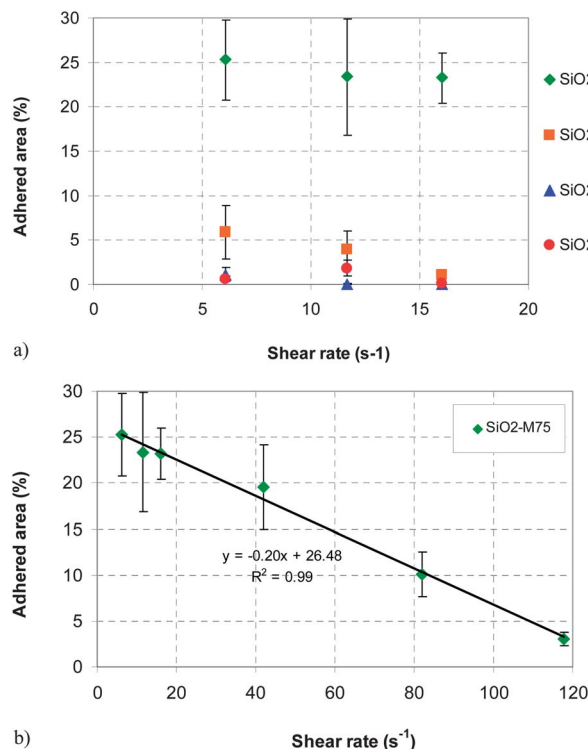 30
25
20
15
10
5
0
Adhered area (%)
0 5 10 15 20
Shear rate (s-1)
SiO2
SiO2
SiO2
SiO2
a)
30
25
20
15
10
5
0
Adhered area (%)
SiO2-M75
y = -0.20x + 26.48
R² = 0.99
0 20 40 60 80 100 120
Shear rate (s⁻¹)
b)